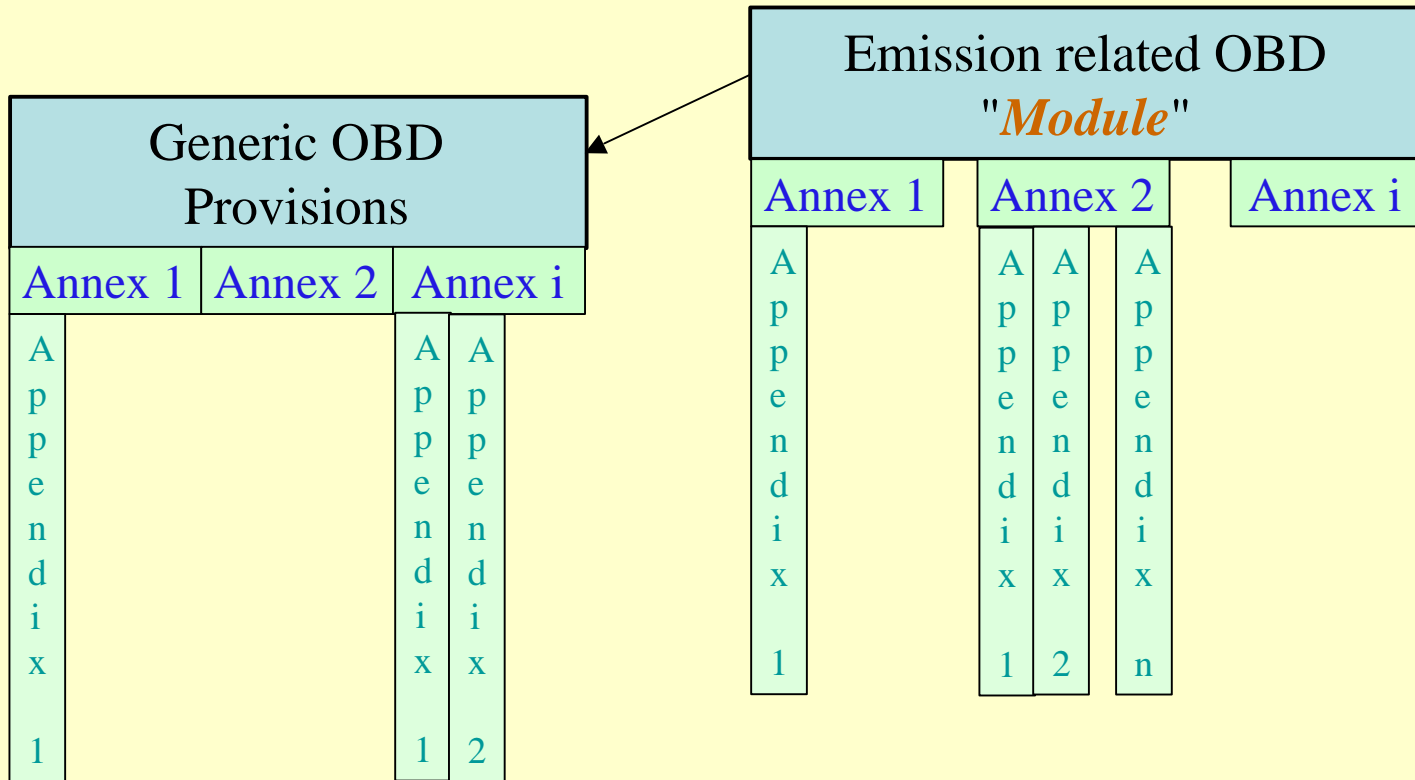 Generic OBD
Provisions
Annex 1 Annex 2 Annex i
Appendix 1
Appendix 1
Appendix 2
Emission related OBD
"Module"
Annex 1 Annex 2 Annex i
Appendix 1
Appendix 1
Appendix 2
Appendix n